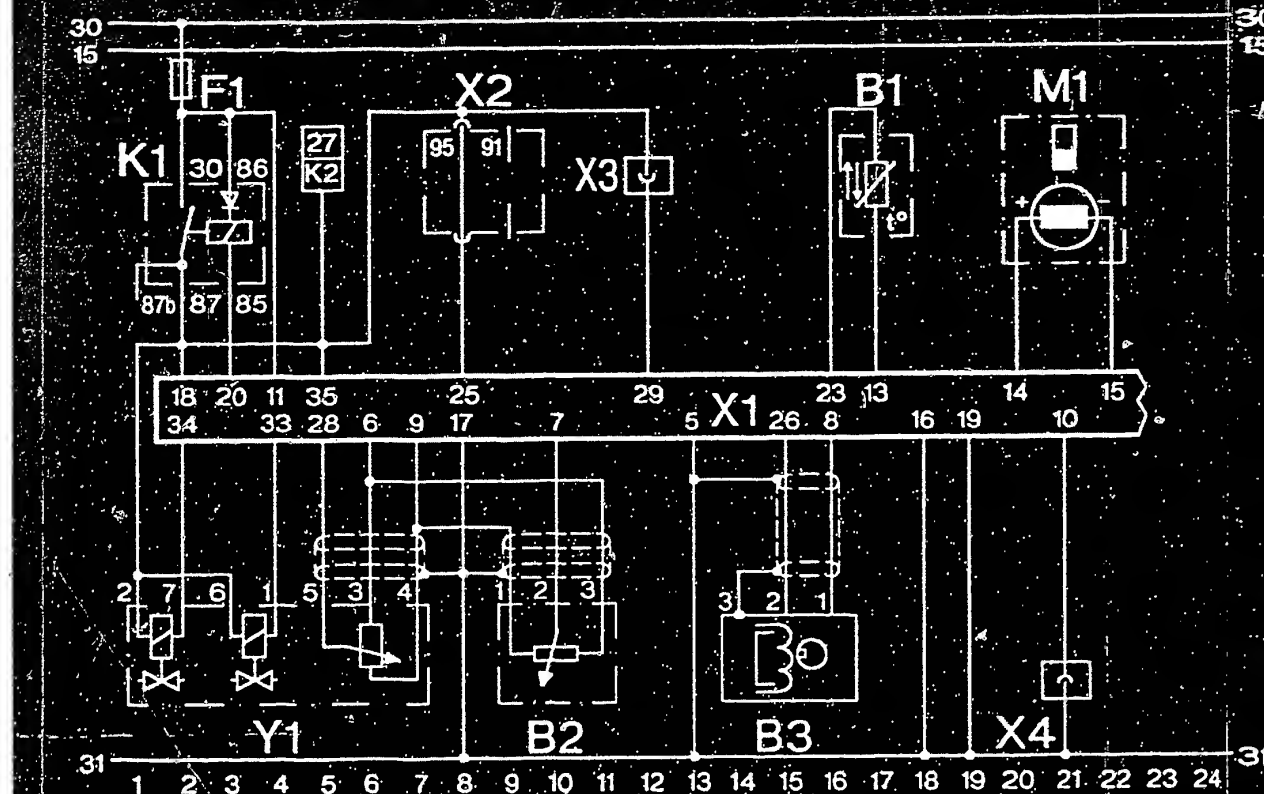 30 30
15 15
F1 X2 B1 M1
K1 30 86
27
K2
95 91
X3
t°
+ −
87b 87 85
18 20 11 35 25 29 23 13 14 15
X1
34 33 28 6 9 17 7 5 26 8 16 19 10
2 7 6 1 5 3 4 1 2 3
3 2 1
Y1 B2 B3 X4
31 31
1 2 3 4 5 6 7 8 9 10 11 12 13 14 15 16 17 18 19 20 21 22 23 24